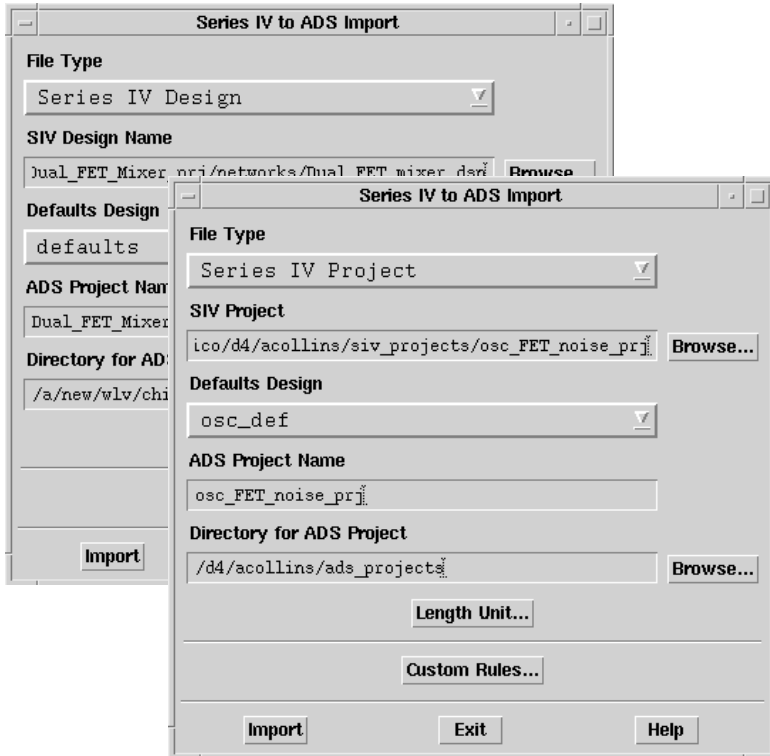 Series IV to ADS Import
File Type
Series IV Design
SIV Design Name
Dual_FET_Mixer_prj/networks/Dual_FET_mixer.dsn
Browse...
Defaults Design
defaults
ADS Project Nam
Dual_FET_Mixer
Directory for AD
/a/new/wlv/chi
Import
Series IV to ADS Import
File Type
Series IV Project
SIV Project
ico/d4/acollins/siv_projects/osc_FET_noise_prj
Browse...
Defaults Design
osc_def
ADS Project Name
osc_FET_noise_prj
Directory for ADS Project
/d4/acollins/ads_projects
Browse...
Length Unit...
Custom Rules...
Import Exit Help